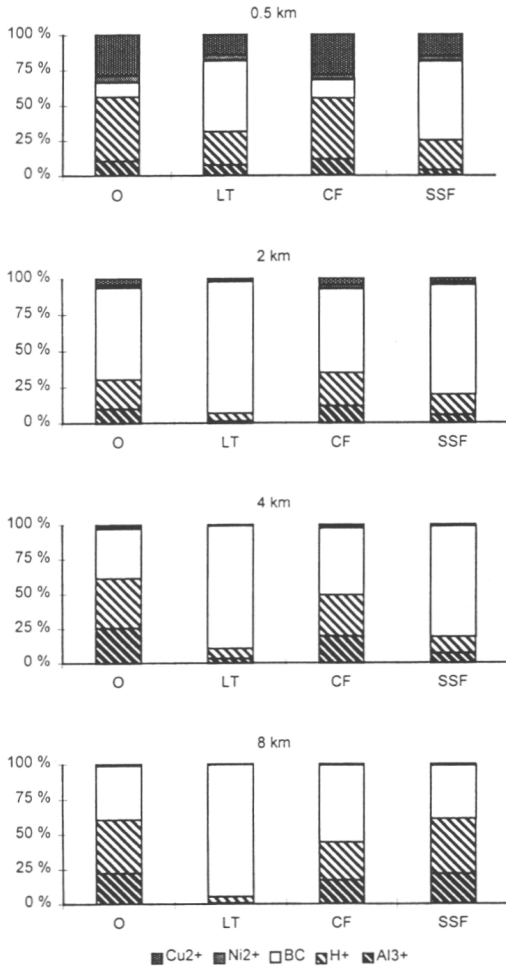 0.5 km
100 %
75 %
50 %
25 %
0 %
O LT CF SSF
2 km
100 %
75 %
50 %
25 %
0 %
O LT CF SSF
4 km
100 %
75 %
50 %
25 %
0 %
O LT CF SSF
8 km
100 %
75 %
50 %
25 %
0 %
O LT CF SSF
Cu2+ Ni2+ BC H+ Al3+